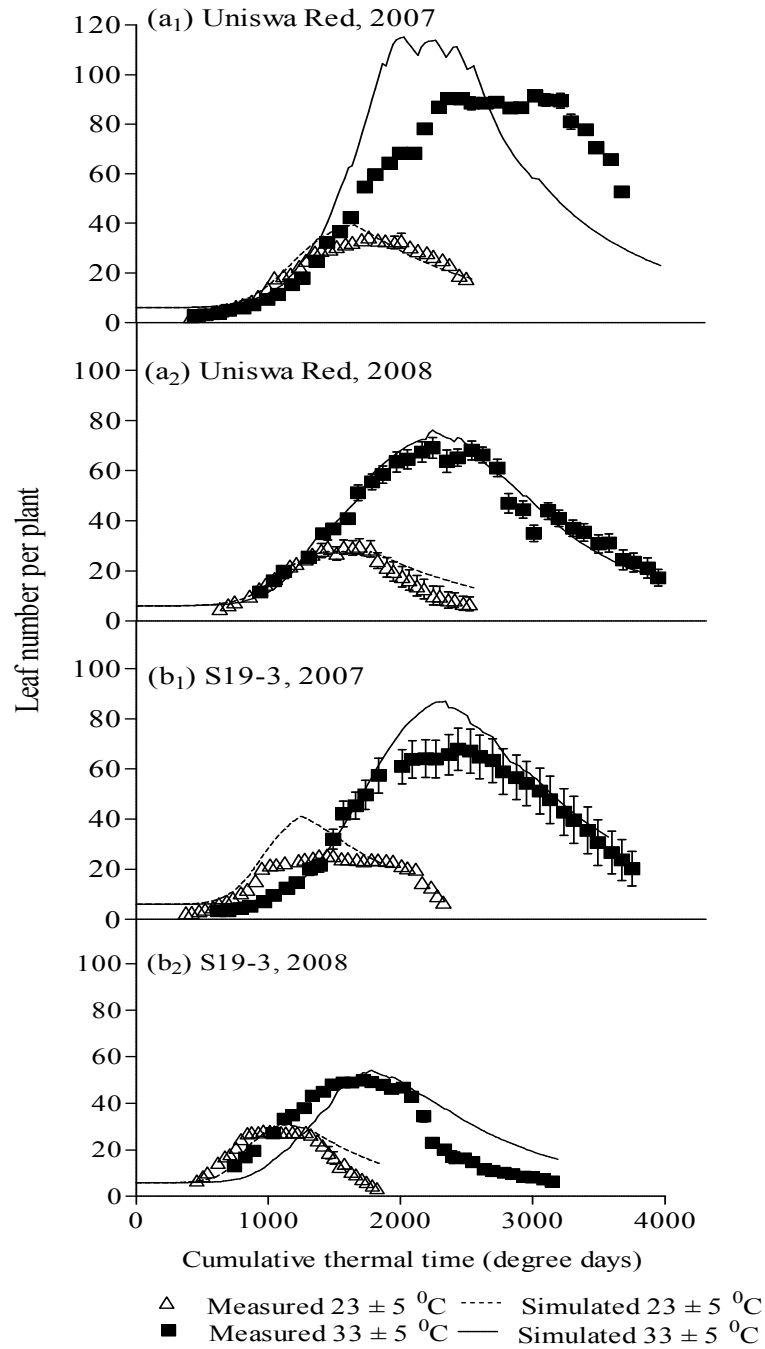 (a₁) Uniswa Red, 2007
120
100
80
60
40
20
0
(a₂) Uniswa Red, 2008
100
80
60
40
20
0
(b₁) S19-3, 2007
100
80
60
40
20
0
(b₂) S19-3, 2008
100
80
60
40
20
0
Leaf number per plant
0 1000 2000 3000 4000
Cumulative thermal time (degree days)
Measured 23 ± 5 ⁰C Simulated 23 ± 5 ⁰C
Measured 33 ± 5 ⁰C Simulated 33 ± 5 ⁰C